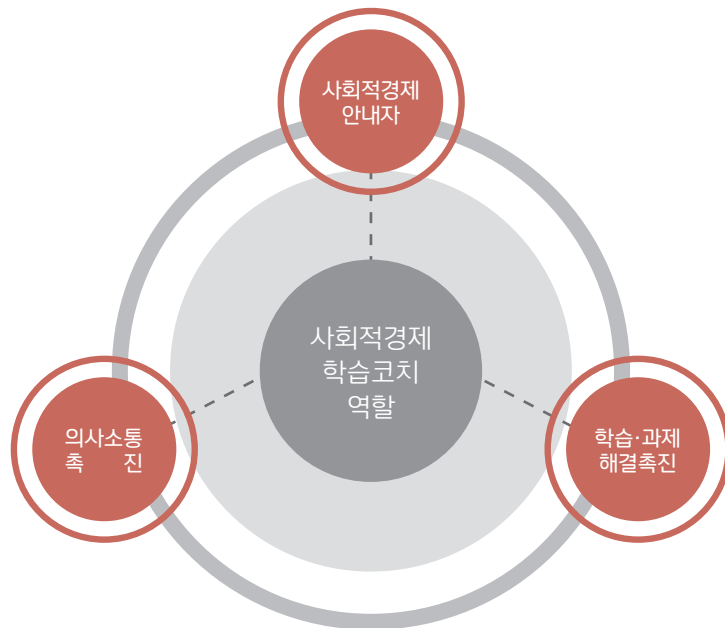 사회적경제
안내자
사회적경제
학습코치
역할
의사소통
촉 진
학습·과제
해결촉진